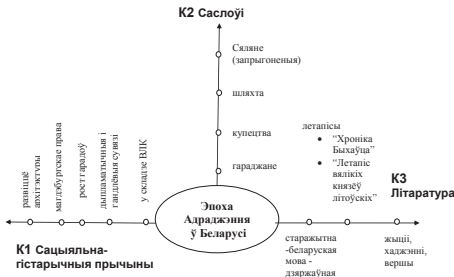 К2 Саслоўі
Сяляне
(запрыгоненыя)
шляхта
купецтва
гараджане
развіццё
архітэктуры
магдэбургскае права
рост гарадоў
дыпламатычныя і
гандлёвыя сувязі
у складзе ВЛК
летапісы
• “Хроніка
Быхаўца”
• “Летапіс
вялікіх
князёў
літоўскіх”
К3
Літаратура
Эпоха
Адраджэння
ў Беларусі
К1 Сацыяльна-
гістарычныя прычыны
старажытна
-беларуская
мова -
дзяржаўная
жыціі,
хаджэнні,
вершы